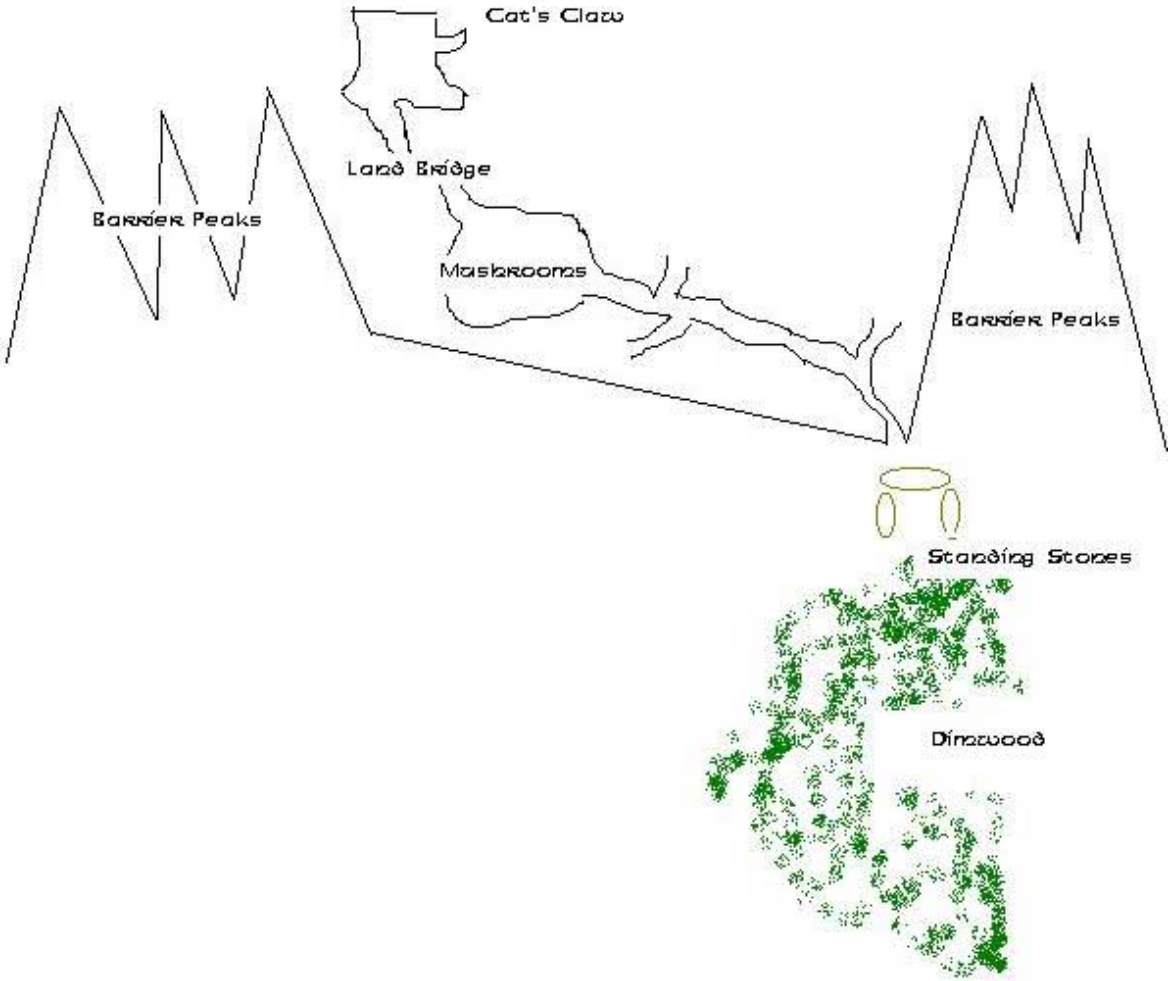 Cat's Claw
Land Bridge
Barrier Peaks
Mushrooms
Barrier Peaks
Standing Stones
Dimwood